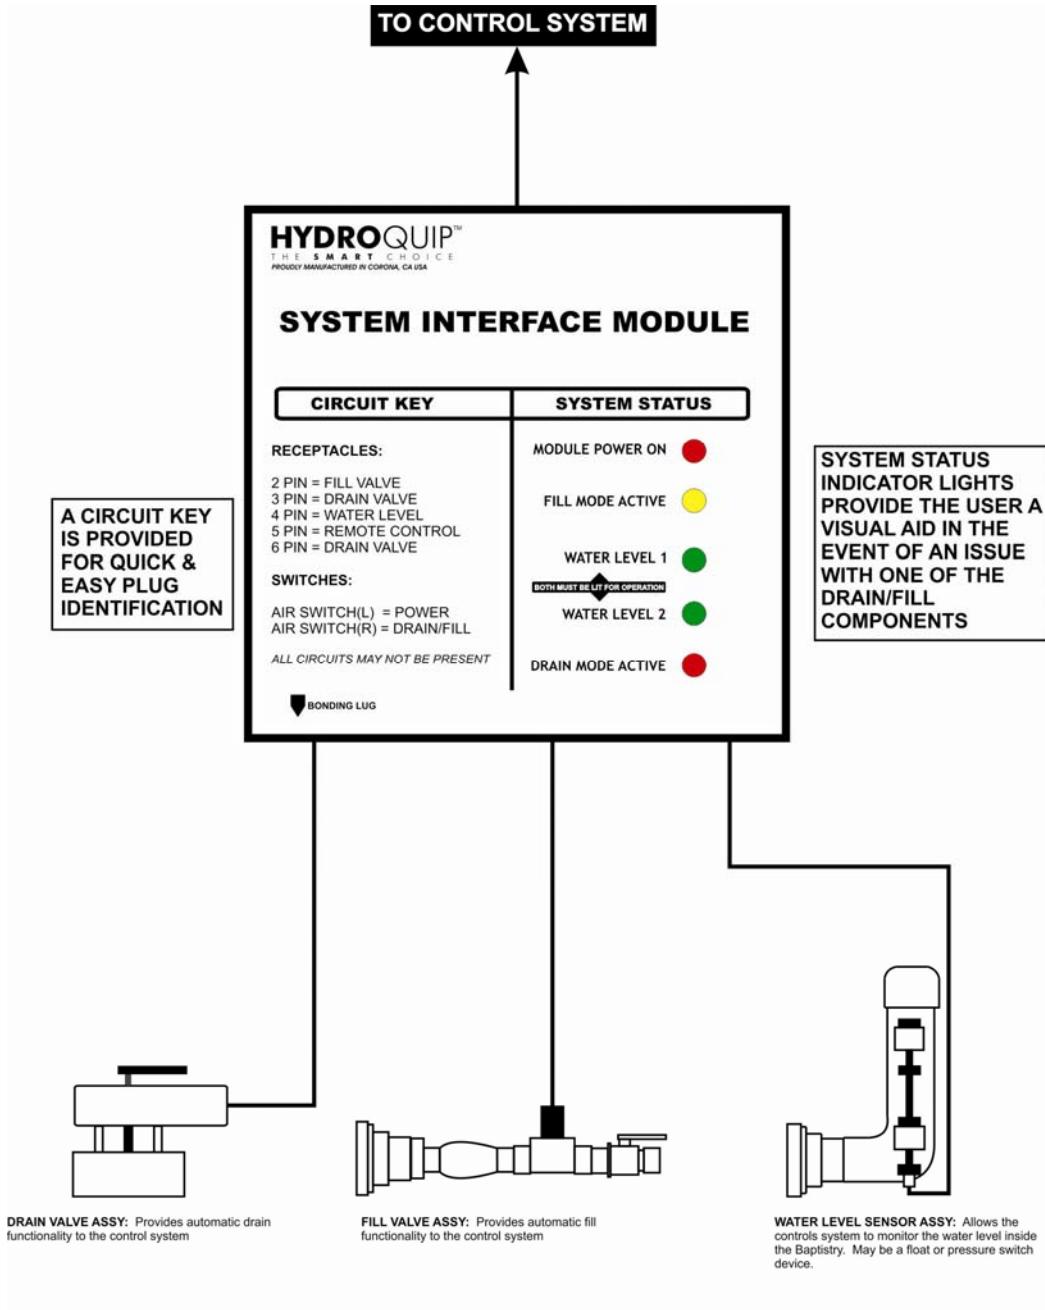 TO CONTROL SYSTEM
HYDROQUIP™
THE SMART CHOICE
PROUDLY MANUFACTURED IN CORONA, CA USA
SYSTEM INTERFACE MODULE
CIRCUIT KEY
RECEPTACLES:
2 PIN = FILL VALVE
3 PIN = DRAIN VALVE
4 PIN = WATER LEVEL
5 PIN = REMOTE CONTROL
6 PIN = DRAIN VALVE
SWITCHES:
AIR SWITCH(L) = POWER
AIR SWITCH(R) = DRAIN/FILL
ALL CIRCUITS MAY NOT BE PRESENT
BONDING LUG
SYSTEM STATUS
MODULE POWER ON
FILL MODE ACTIVE
WATER LEVEL 1
BOTH MUST BE LIT FOR OPERATION
WATER LEVEL 2
DRAIN MODE ACTIVE
A CIRCUIT KEY
IS PROVIDED
FOR QUICK &
EASY PLUG
IDENTIFICATION
SYSTEM STATUS
INDICATOR LIGHTS
PROVIDE THE USER A
VISUAL AID IN THE
EVENT OF AN ISSUE
WITH ONE OF THE
DRAIN/FILL
COMPONENTS
DRAIN VALVE ASSY: Provides automatic drain
functionality to the control system
FILL VALVE ASSY: Provides automatic fill
functionality to the control system
WATER LEVEL SENSOR ASSY: Allows the
controls system to monitor the water level inside
the Baptistry. May be a float or pressure switch
device.